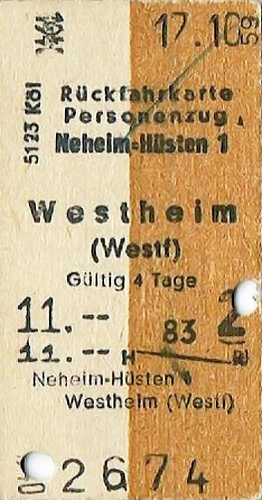 17.10 59
5123 Köl
Rückfahrkarte
Personenzug
Neheim=Hüsten 1
Westheim
(Westf)
Gültig 4 Tage
11.-- 83 2
11.-- H R
Neheim-Hüsten
Westheim (Westf)
2674